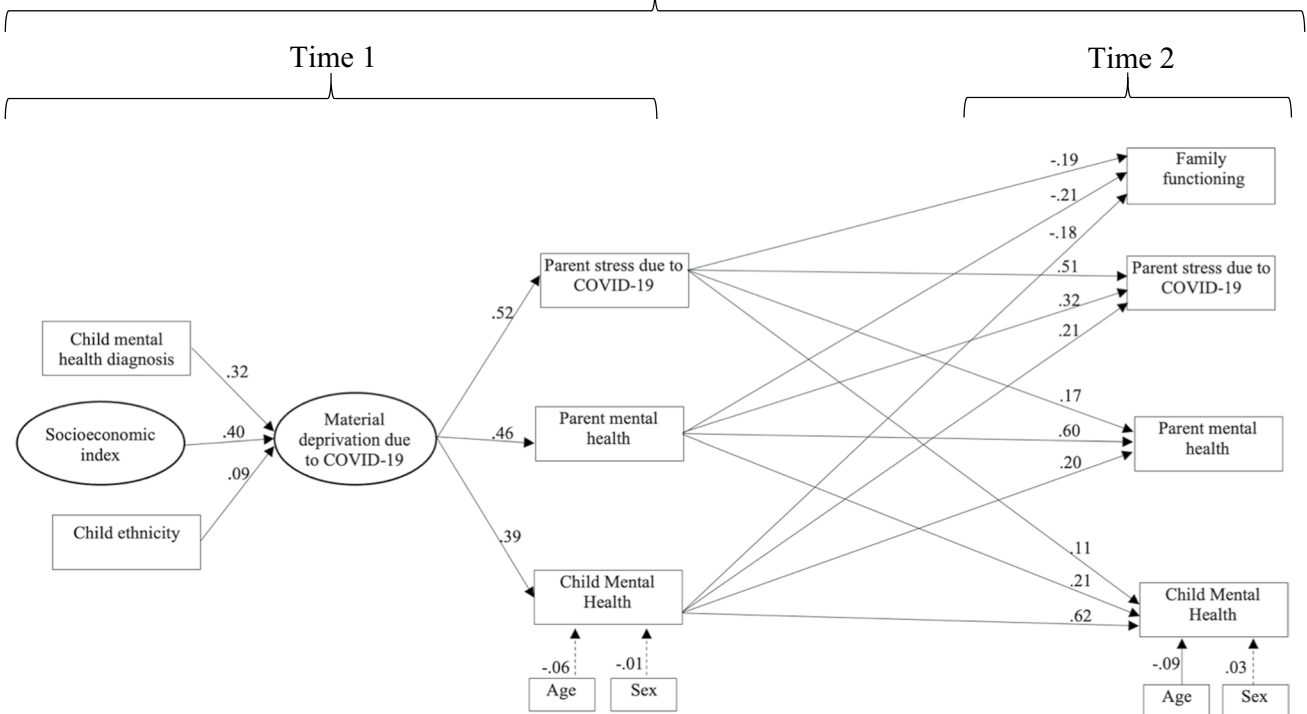 Time 1
Time 2
-.19
Family
functioning
-.21
-.18
Parent stress due to
COVID-19
.51
Parent stress due to
COVID-19
.52
.32
.21
Child mental
health diagnosis
.32
.17
Socioeconomic
index
.40
Material
deprivation due
to COVID-19
.46
Parent mental
health
.60
Parent mental
health
.20
.09
Child ethnicity
.39
.11
Child Mental
Health
.21
Child Mental
Health
.62
-.06
-.01
-.09
.03
Age
Sex
Age
Sex